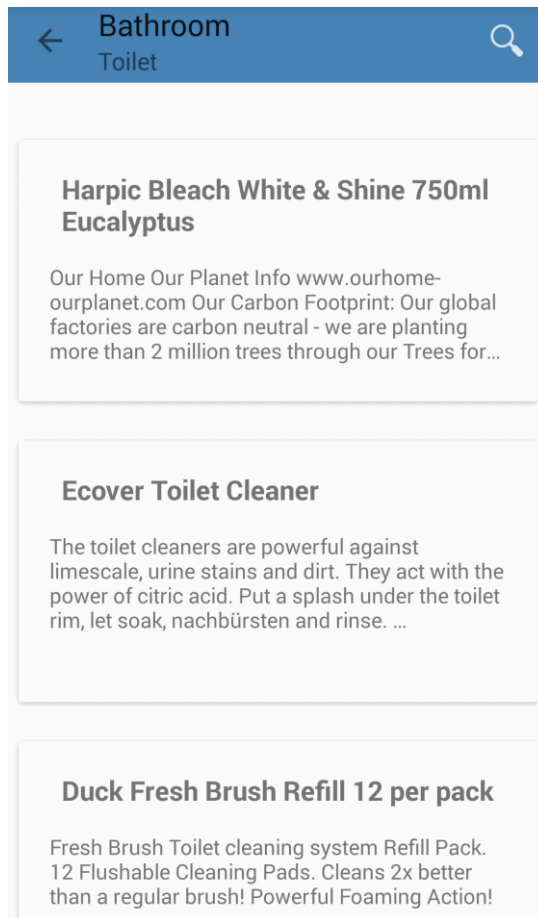 Bathroom
Toilet
Harpic Bleach White & Shine 750ml
Eucalyptus
Our Home Our Planet Info www.ourhome-
ourplanet.com Our Carbon Footprint: Our global
factories are carbon neutral - we are planting
more than 2 million trees through our Trees for...
Ecover Toilet Cleaner
The toilet cleaners are powerful against
limescale, urine stains and dirt. They act with the
power of citric acid. Put a splash under the toilet
rim, let soak, nachbürsten and rinse. ...
Duck Fresh Brush Refill 12 per pack
Fresh Brush Toilet cleaning system Refill Pack.
12 Flushable Cleaning Pads. Cleans 2x better
than a regular brush! Powerful Foaming Action!